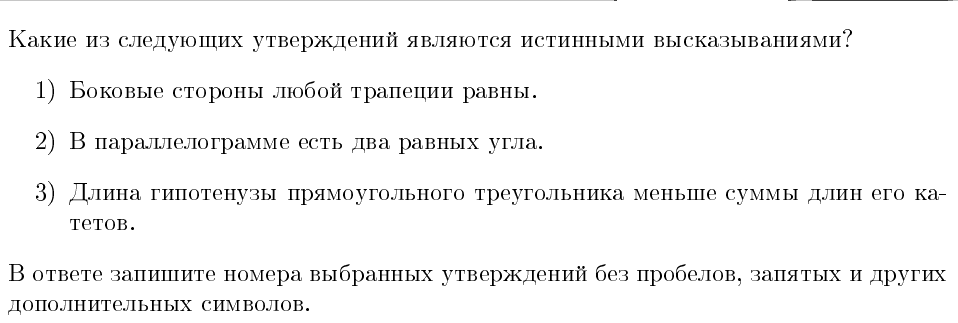 Какие из следующих утверждений являются истинными высказываниями?
1) Боковые стороны любой трапеции равны.
2) В параллелограмме есть два равных угла.
3) Длина гипотенузы прямоугольного треугольника меньше суммы длин его ка-
тетов.
В ответе запишите номера выбранных утверждений без пробелов, запятых и других
дополнительных символов.